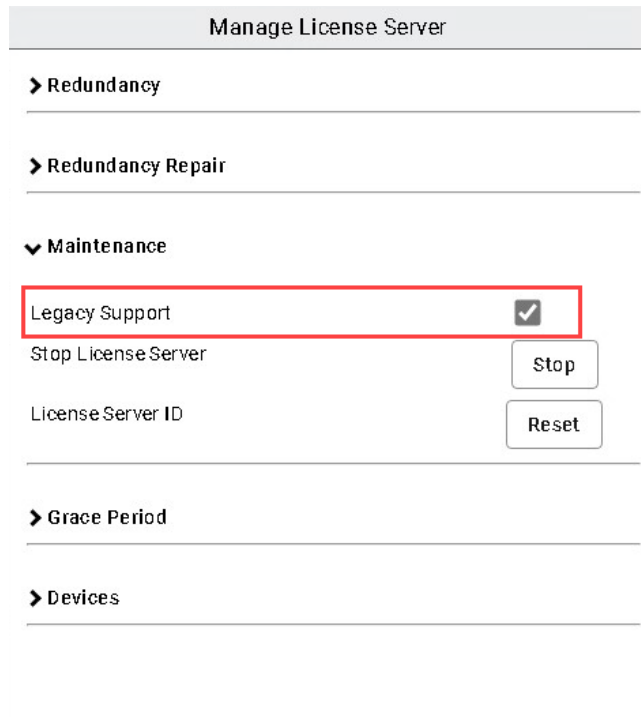 Manage License Server
Redundancy
Redundancy Repair
Maintenance
Legacy Support
Stop License Server
Stop
License Server ID
Reset
Grace Period
Devices